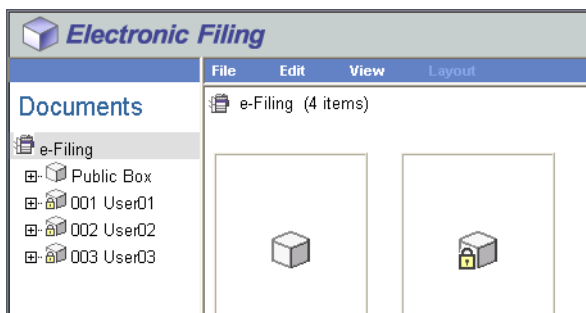 Electronic Filing
File Edit View Layout
Documents
e-Filing (4 items)
e-Filing
Public Box
001 User01
002 User02
003 User03